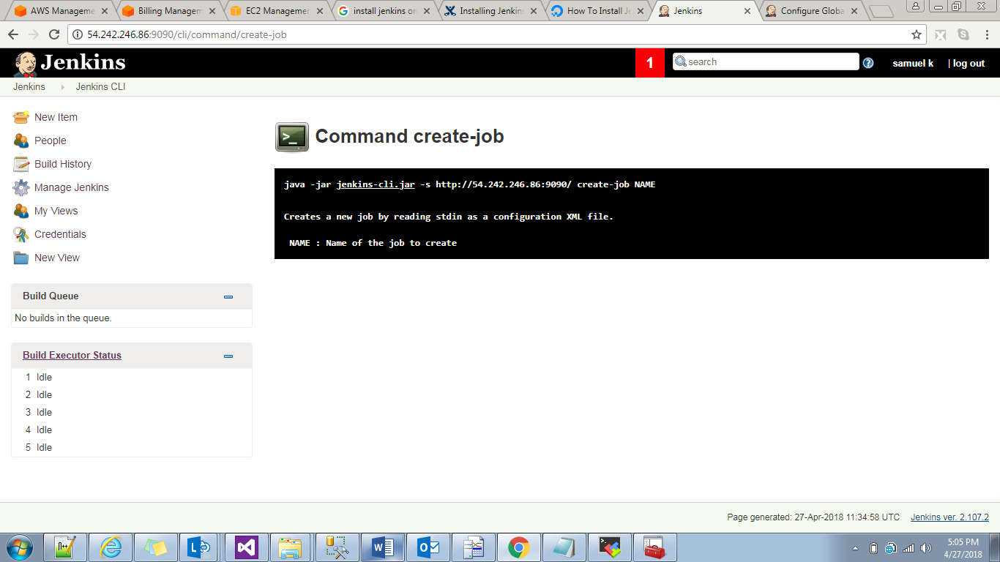 AWS Manageme
Billing Managem
EC2 Managemen
install jenkins on
Installing Jenkins
How To Install Je
Jenkins
Configure Globa
54.242.246.86:9090/cli/command/create-job
Jenkins
1
search
samuel k
| log out
Jenkins
Jenkins CLI
New Item
People
Build History
Manage Jenkins
My Views
Credentials
New View
Build Queue
No builds in the queue.
Build Executor Status
1 Idle
2 Idle
3 Idle
4 Idle
5 Idle
>_ Command create-job
java -jar jenkins-cli.jar -s http://54.242.246.86:9090/ create-job NAME
Creates a new job by reading stdin as a configuration XML file.
NAME : Name of the job to create
Page generated: 27-Apr-2018 11:34:58 UTC
Jenkins ver. 2.107.2
5:05 PM
4/27/2018